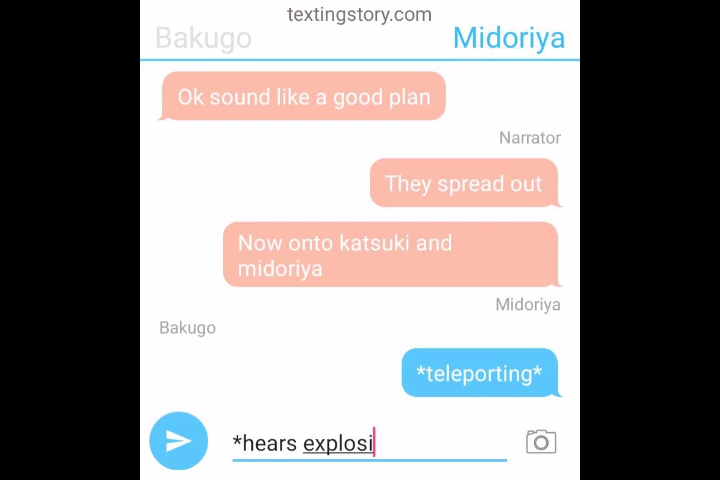 textingstory.com
Bakugo
Midoriya
Ok sound like a good plan
Narrator
They spread out
Now onto katsuki and
midoriya
Midoriya
Bakugo
*teleporting*
*hears explosi